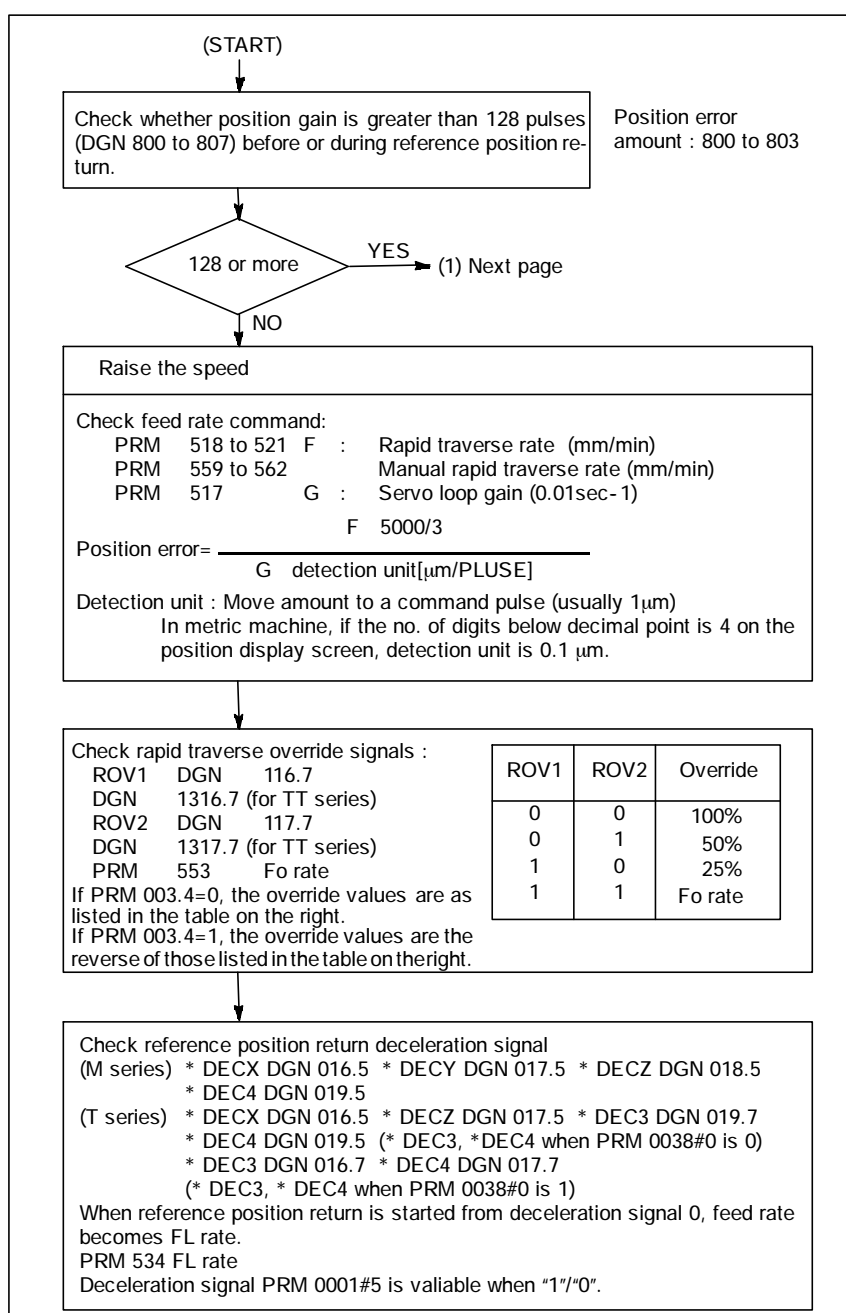 (START)
Check whether position gain is greater than 128 pulses
(DGN 800 to 807) before or during reference position re-
turn.
Position error
amount : 800 to 803
128 or more
YES
(1) Next page
NO
Raise the speed
Check feed rate command:
PRM 518 to 521 F : Rapid traverse rate (mm/min)
PRM 559 to 562 Manual rapid traverse rate (mm/min)
PRM 517 G : Servo loop gain (0.01sec-1)
F 5000/3
Position error=
G detection unit[μm/PLUSE]
Detection unit : Move amount to a command pulse (usually 1μm)
In metric machine, if the no. of digits below decimal point is 4 on the
position display screen, detection unit is 0.1 μm.
Check rapid traverse override signals :
ROV1 DGN 116.7
DGN 1316.7 (for TT series)
ROV2 DGN 117.7
DGN 1317.7 (for TT series)
PRM 553 Fo rate
If PRM 003.4=0, the override values are as
listed in the table on the right.
If PRM 003.4=1, the override values are the
reverse of those listed in the table on the right.
ROV1 ROV2 Override
0 0 100%
0 1 50%
1 0 25%
1 1 Fo rate
Check reference position return deceleration signal
(M series) * DECX DGN 016.5 * DECY DGN 017.5 * DECZ DGN 018.5
* DEC4 DGN 019.5
(T series) * DECX DGN 016.5 * DECZ DGN 017.5 * DEC3 DGN 019.7
* DEC4 DGN 019.5 (* DEC3, *DEC4 when PRM 0038#0 is 0)
* DEC3 DGN 016.7 * DEC4 DGN 017.7
(* DEC3, * DEC4 when PRM 0038#0 is 1)
When reference position return is started from deceleration signal 0, feed rate
becomes FL rate.
PRM 534 FL rate
Deceleration signal PRM 0001#5 is valiable when “1”/“0”.